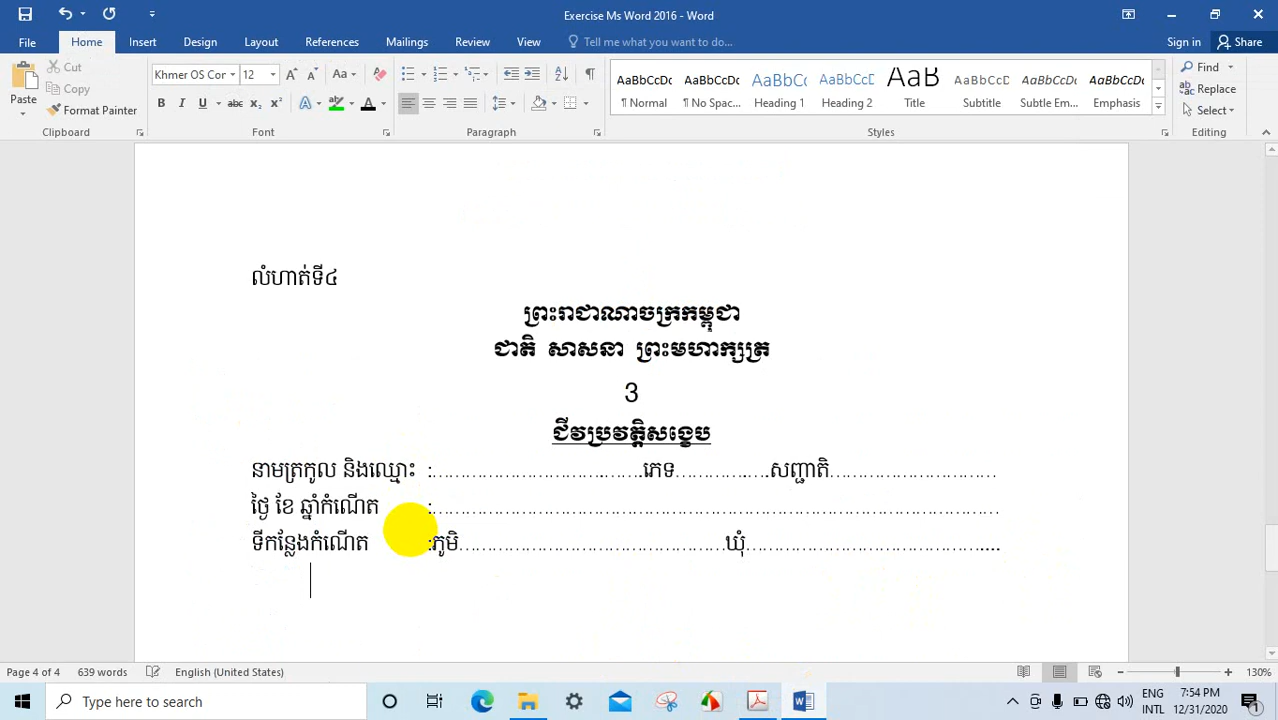 Exercise Ms Word 2016 - Word
File Home Insert Design Layout References Mailings Review View Tell me what you want to do... Sign in Share
Cut
Copy
Format Painter
Paste
Khmer OS Cor 12
AaBbCcDc AaBbCcDc AaBbCcD AaBbCcD AaB AaBbCcD AaBbCcDc AaBbCcDc
¶ Normal ¶ No Spac... Heading Heading 2 Title Subtitle Subtle Em... Emphasis
Find
Replace
Select
Clipboard Font Paragraph Styles Editing
លំហាត់ទី៤
ព្រះរាជាណាចក្រកម្ពុជា
ជាតិ សាសនា ព្រះមហាក្សត្រ
3
ជីវប្រវត្តិសង្ខេប
នាមត្រកូល និងឈ្មោះ :.......................................ភេទ.................សញ្ជាតិ..............................
ថ្ងៃ ខែ ឆ្នាំកំណើត :....................................................................................................
ទីកន្លែងកំណើត :ភូមិ................................................ឃុំ.............................................
Page 4 of 4 639 words English (United States) 130%
Type here to search
ENG 7:54 PM
INTL 12/31/2020